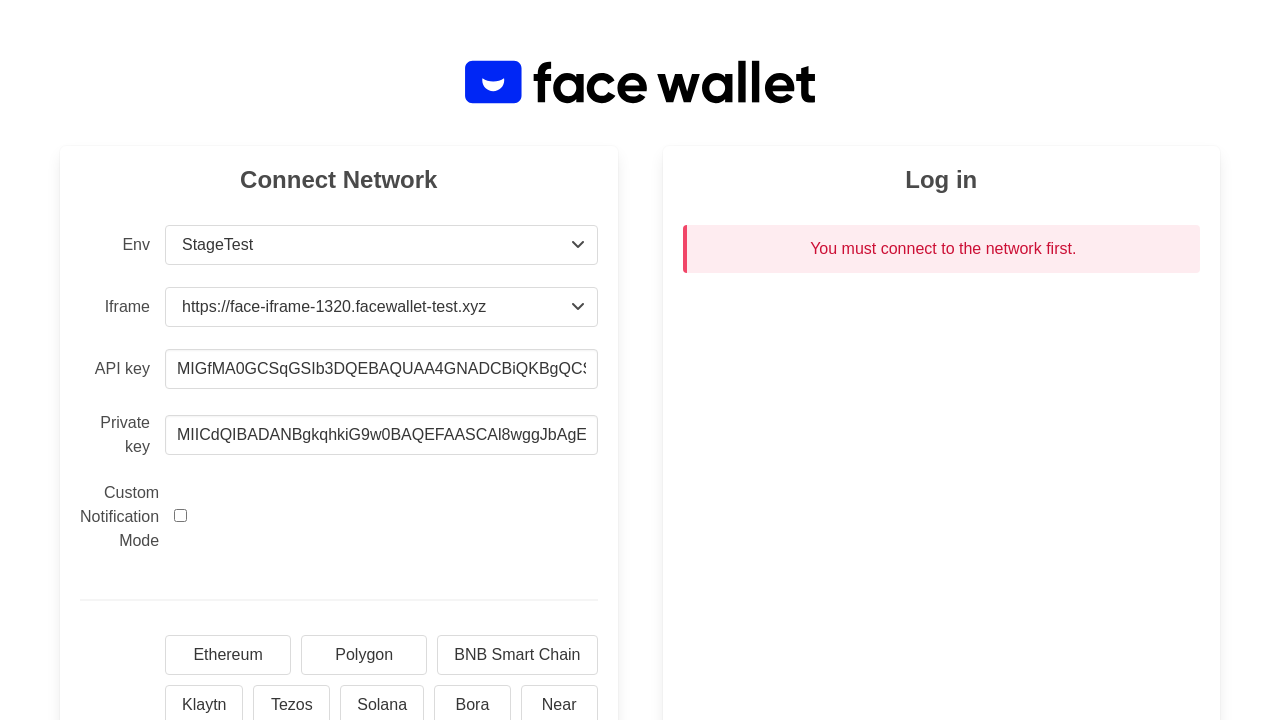 face wallet
Connect Network
Env
StageTest
Iframe
https://face-iframe-1320.facewallet-test.xyz
API key
MIGfMA0GCSqGSIb3DQEBAQUAA4GNADCBiQKBgQCS
Private
key
MIICdQIBADANBgkqhkiG9w0BAQEFAASCAl8wggJbAgE
Custom
Notification
Mode
Ethereum
Polygon
BNB Smart Chain
Klaytn
Tezos
Solana
Bora
Near
Log in
You must connect to the network first.